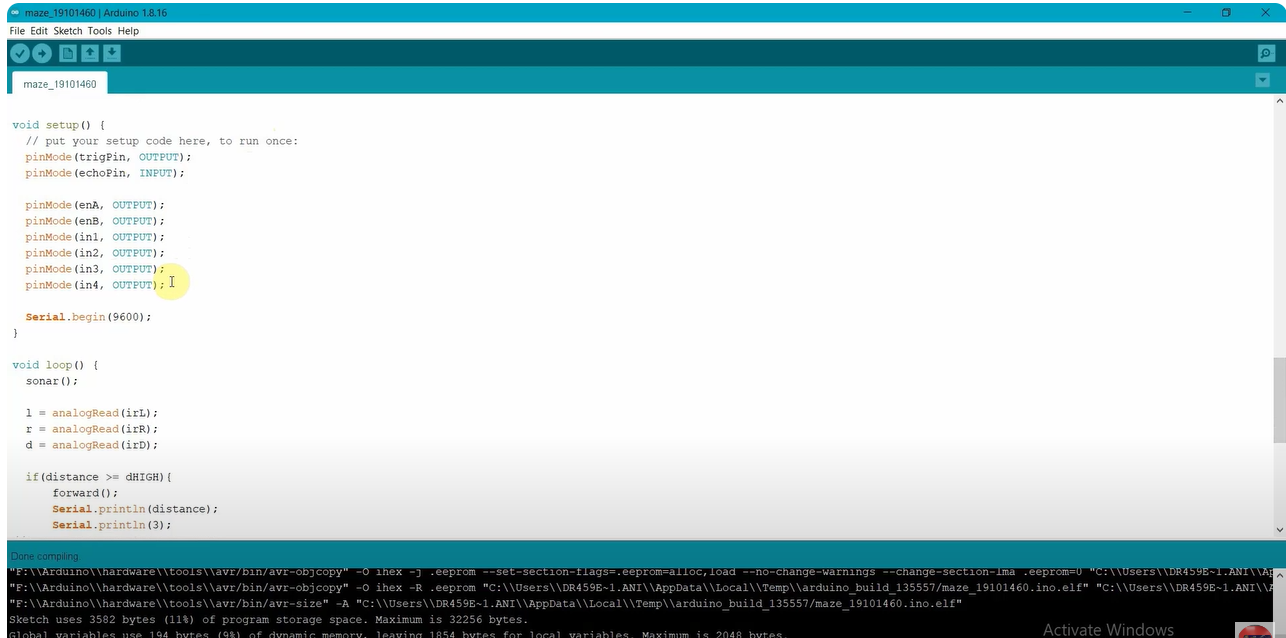 maze_19101460 | Arduino 1.8.16
File Edit Sketch Tools Help
maze_19101460
void setup() {
// put your setup code here, to run once:
pinMode(trigPin, OUTPUT);
pinMode(echoPin, INPUT);
pinMode(enA, OUTPUT);
pinMode(enB, OUTPUT);
pinMode(in1, OUTPUT);
pinMode(in2, OUTPUT);
pinMode(in3, OUTPUT);
pinMode(in4, OUTPUT);
Serial.begin(9600);
}
void loop() {
sonar();
l = analogRead(irL);
r = analogRead(irR);
d = analogRead(irD);
if(distance >= dHIGH){
forward();
Serial.println(distance);
Serial.println(3);
Done compiling
"F:\\Arduino\\hardware\\tools\\avr/bin/avr-objcopy" -O ihex -j .eeprom --set-section-flags=.eeprom=alloc,load --no-change-warnings --change-section-lma .eeprom=0 "C:\\Users\\DR459E~1.ANI\\Ap
"F:\\Arduino\\hardware\\tools\\avr/bin/avr-objcopy" -O ihex -R .eeprom "C:\\Users\\DR459E~1.ANI\\AppData\\Local\\Temp\\arduino_build_135557/maze_19101460.ino.elf" "C:\\Users\\DR459E~1.ANI\\A
"F:\\Arduino\\hardware\\tools\\avr/bin/avr-size" -A "C:\\Users\\DR459E~1.ANI\\AppData\\Local\\Temp\\arduino_build_135557/maze_19101460.ino.elf"
Sketch uses 3582 bytes (11%) of program storage space. Maximum is 32256 bytes.
Global variables use 194 bytes (9%) of dynamic memory, leaving 1854 bytes for local variables. Maximum is 2048 bytes.
Activate Windows